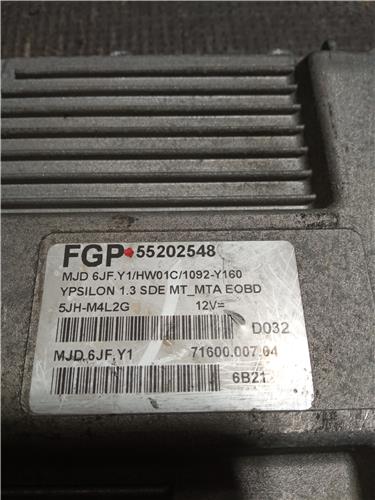 FGP 55202548
MJD 6JF.Y1/HW01C/1092-Y160
YPSILON 1.3 SDE MT_MTA EOBD
5JH-M4L2G 12V=
D032
MJD 6JF.Y1 71600.007.04
6B21